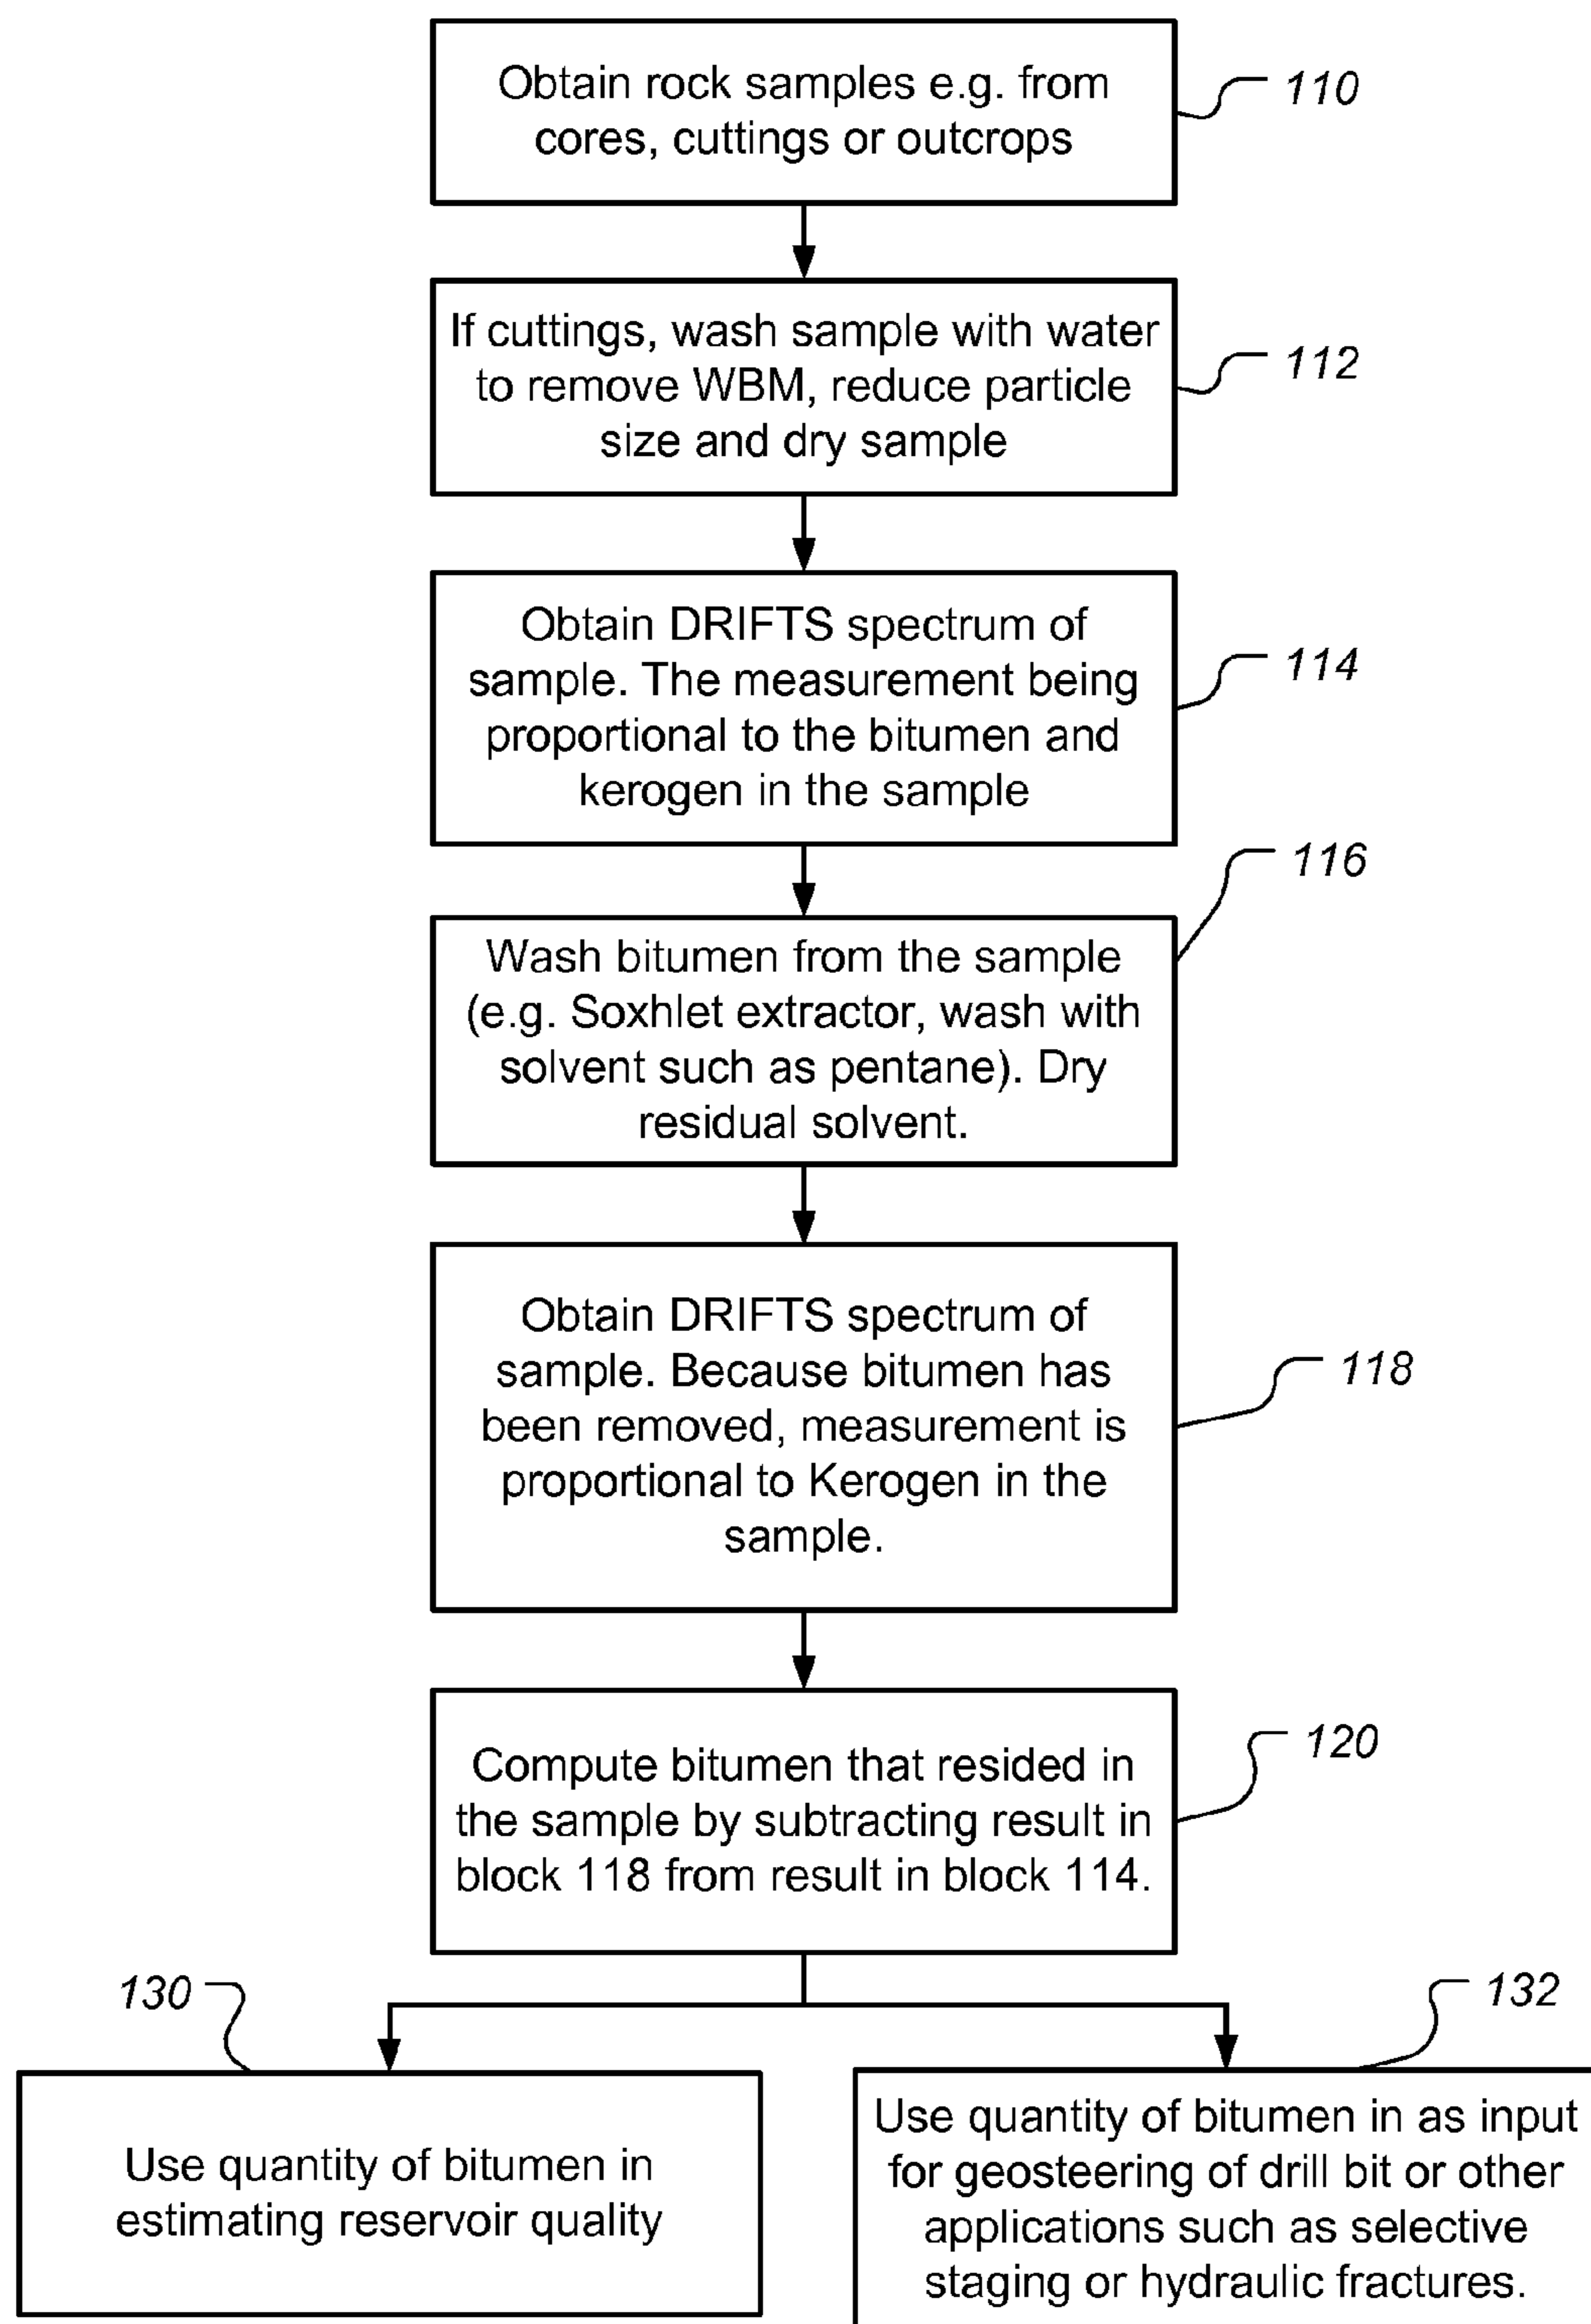 Obtain rock samples e.g. from
cores, cuttings or outcrops
110
If cuttings, wash sample with water
to remove WBM, reduce particle
size and dry sample
112
Obtain DRIFTS spectrum of
sample. The measurement being
proportional to the bitumen and
kerogen in the sample
114
116
Wash bitumen from the sample
(e.g. Soxhlet extractor, wash with
solvent such as pentane). Dry
residual solvent.
Obtain DRIFTS spectrum of
sample. Because bitumen has
been removed, measurement is
proportional to Kerogen in the
sample.
118
Compute bitumen that resided in
the sample by subtracting result in
block 118 from result in block 114.
120
130
Use quantity of bitumen in
estimating reservoir quality
132
Use quantity of bitumen in as input
for geosteering of drill bit or other
applications such as selective
staging or hydraulic fractures.